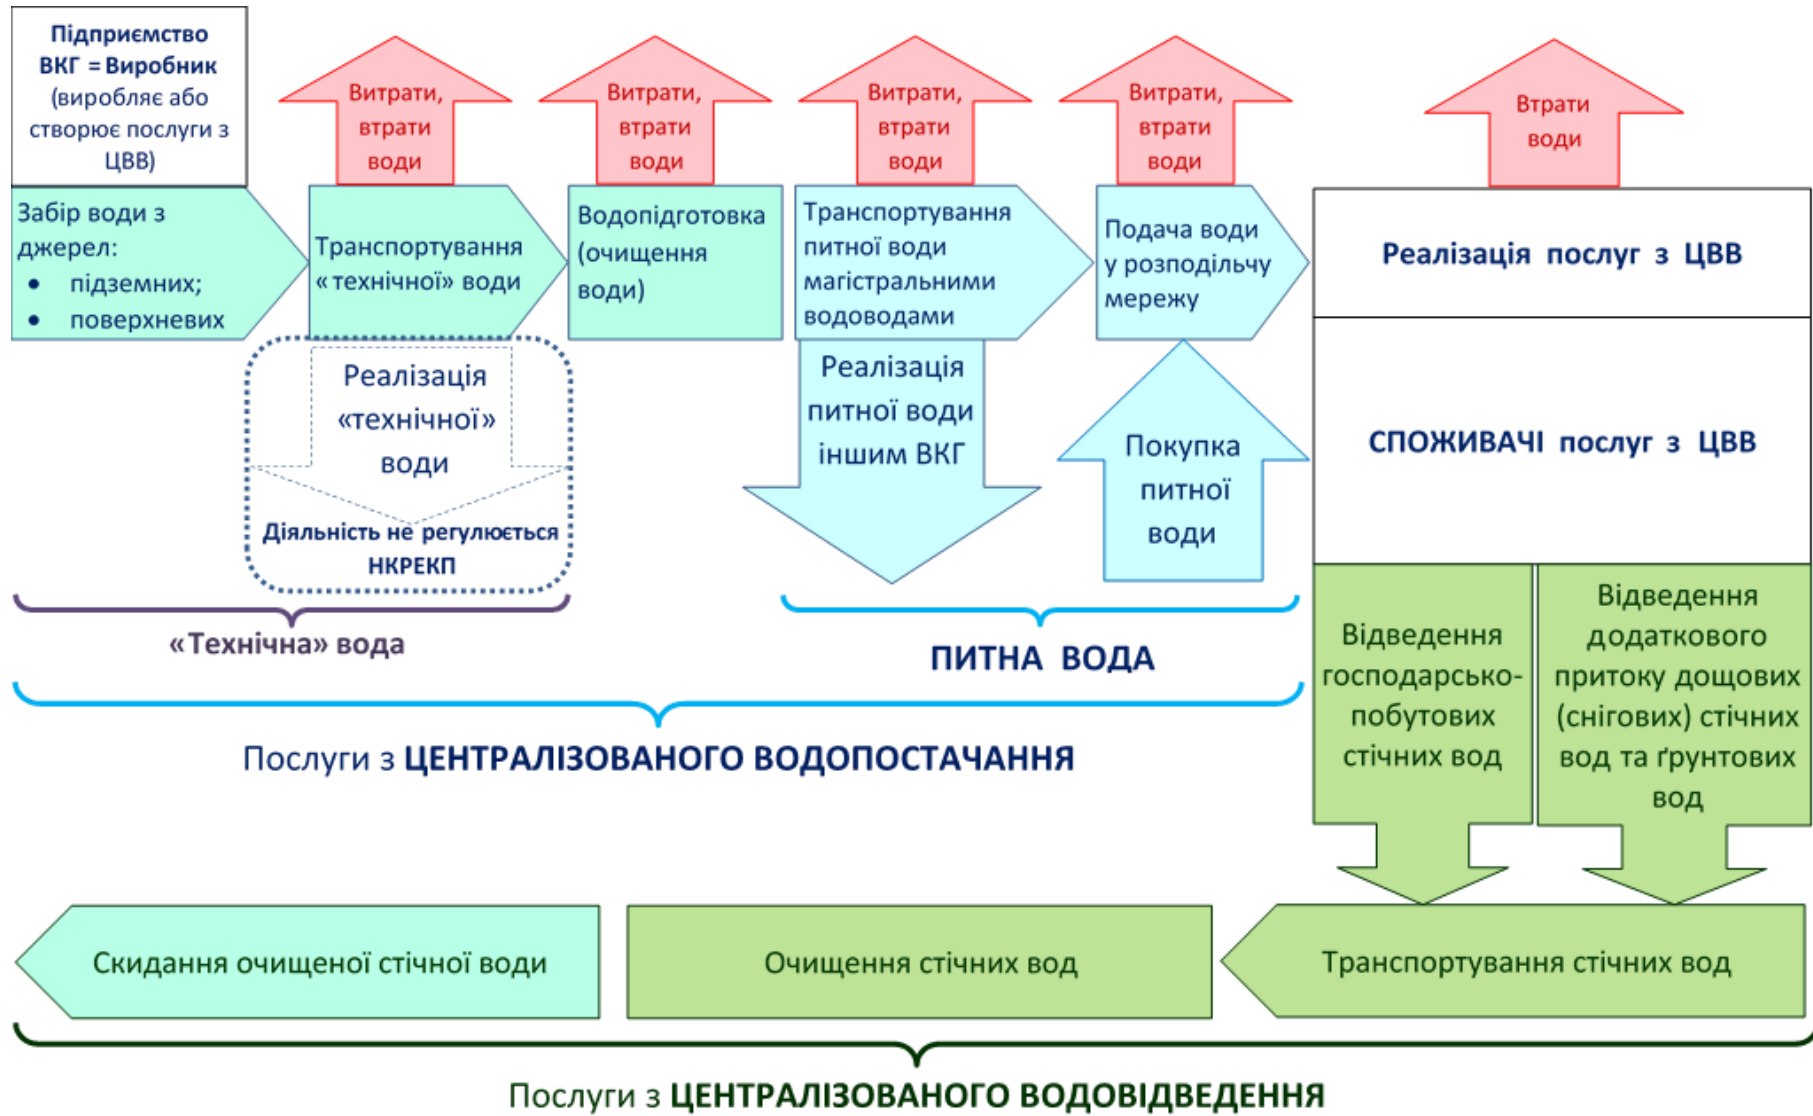 Підприємство
ВКГ = Виробник
(виробляє або
створює послуги з
ЦВВ)
Витрати,
втрати
води
Витрати,
втрати
води
Витрати,
втрати
води
Витрати,
втрати
води
Втрати
води
Забір води з
джерел:
• підземних;
• поверхневих
Транспортування
«технічної» води
Водопідготовка
(очищення
води)
Транспортування
питної води
магістральними
водоводами
Подача води
у розподільчу
мережу
Реалізація послуг з ЦВВ
Реалізація
«технічної»
води
Діяльність не регулюється
НКРЕКП
Реалізація
питної води
іншим ВКГ
Покупка
питної
води
СПОЖИВАЧІ послуг з ЦВВ
«Технічна» вода
ПИТНА ВОДА
Послуги з ЦЕНТРАЛІЗОВАНОГО ВОДОПОСТАЧАННЯ
Відведення
господарсько-
побутових
стічних вод
Відведення
додаткового
притоку дощових
(снігових) стічних
вод та ґрунтових
вод
Скидання очищеної стічної води
Очищення стічних вод
Транспортування стічних вод
Послуги з ЦЕНТРАЛІЗОВАНОГО ВОДОВІДВЕДЕННЯ